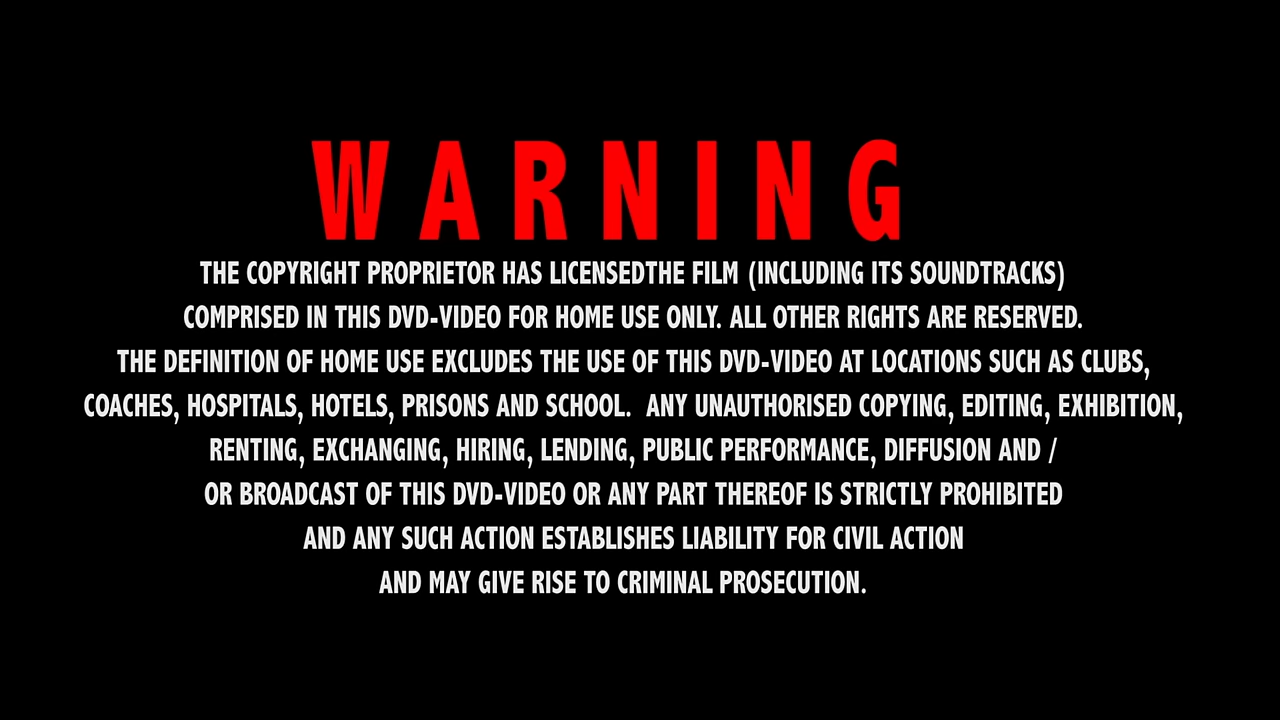 WARNING
THE COPYRIGHT PROPRIETOR HAS LICENSEDTHE FILM (INCLUDING ITS SOUNDTRACKS)
COMPRISED IN THIS DVD-VIDEO FOR HOME USE ONLY. ALL OTHER RIGHTS ARE RESERVED.
THE DEFINITION OF HOME USE EXCLUDES THE USE OF THIS DVD-VIDEO AT LOCATIONS SUCH AS CLUBS,
COACHES, HOSPITALS, HOTELS, PRISONS AND SCHOOL.  ANY UNAUTHORISED COPYING, EDITING, EXHIBITION,
RENTING, EXCHANGING, HIRING, LENDING, PUBLIC PERFORMANCE, DIFFUSION AND /
OR BROADCAST OF THIS DVD-VIDEO OR ANY PART THEREOF IS STRICTLY PROHIBITED
AND ANY SUCH ACTION ESTABLISHES LIABILITY FOR CIVIL ACTION
AND MAY GIVE RISE TO CRIMINAL PROSECUTION.